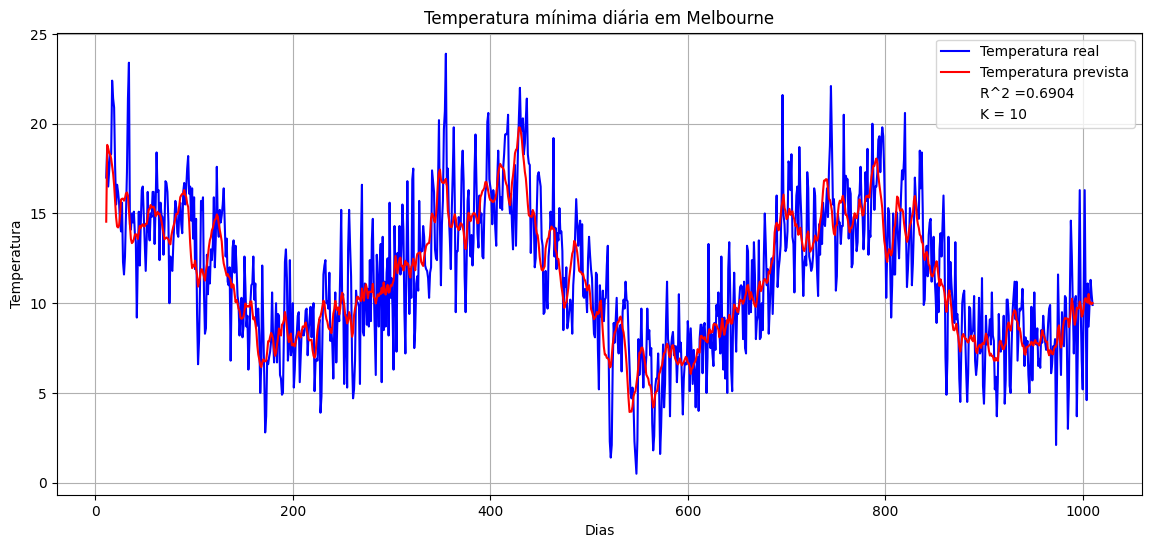 Temperatura mínima diária em Melbourne
Temperatura real
Temperatura prevista
R^2 =0.6904
K = 10
Temperatura
25
20
15
10
5
0
0
200
400
600
800
1000
Dias